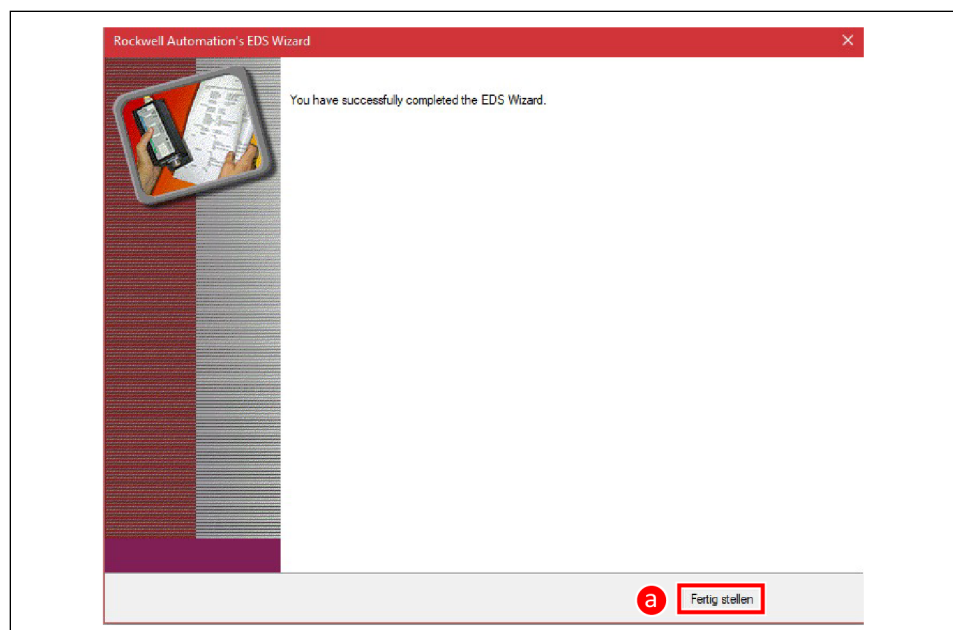 Rockwell Automation's EDS Wizard
You have successfully completed the EDS Wizard.
a Fertig stellen